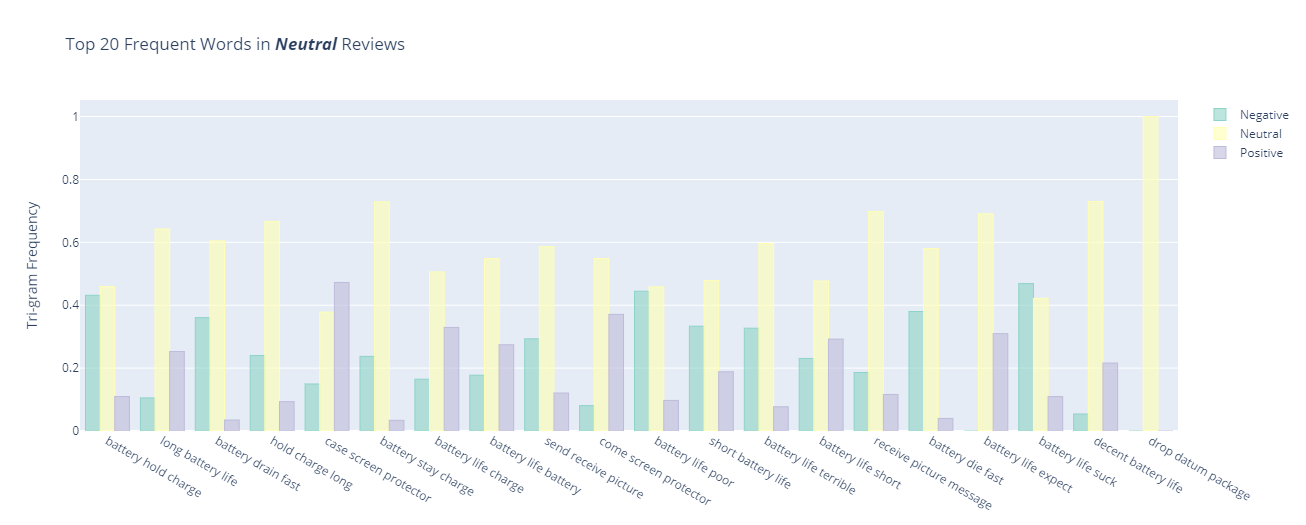 Top 20 Frequent Words in Neutral Reviews
Negative
Neutral
Positive
Tri-gram Frequency
1
0.8
0.6
0.4
0.2
0
battery hold charge
long battery life
battery drain fast
hold charge long
case screen protector
battery stay charge
battery life charge
battery life battery
send receive picture
come screen protector
battery life poor
short battery life
battery life terrible
battery life short
receive picture message
battery die fast
battery life expect
battery life suck
decent battery life
drop datum package